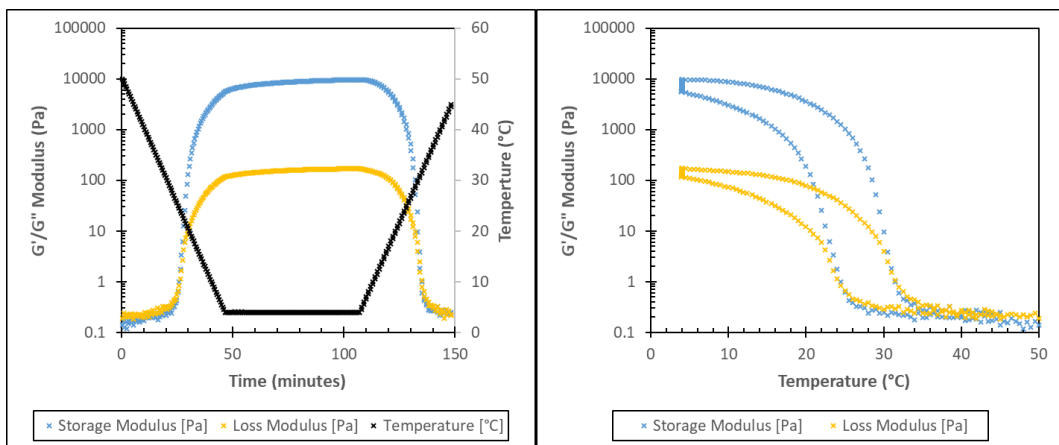 100000
10000
1000
100
10
1
0.1
G'/G" Modulus (Pa)
60
50
40
30
20
10
0
Temperture (°C)
0 50 100 150
Time (minutes)
Storage Modulus [Pa] Loss Modulus [Pa] Temperature [°C]
100000
10000
1000
100
10
1
0.1
G'/G" Modulus (Pa)
0 10 20 30 40 50
Temperature (°C)
Storage Modulus [Pa] Loss Modulus [Pa]